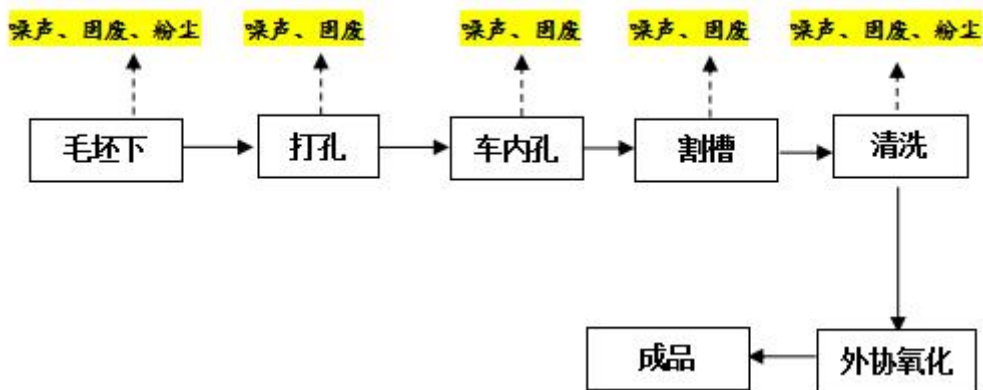 噪声、固废、粉尘
噪声、固废
噪声、固废
噪声、固废
噪声、固废、粉尘
毛坯下
打孔
车内孔
割槽
清洗
成品
外协氧化